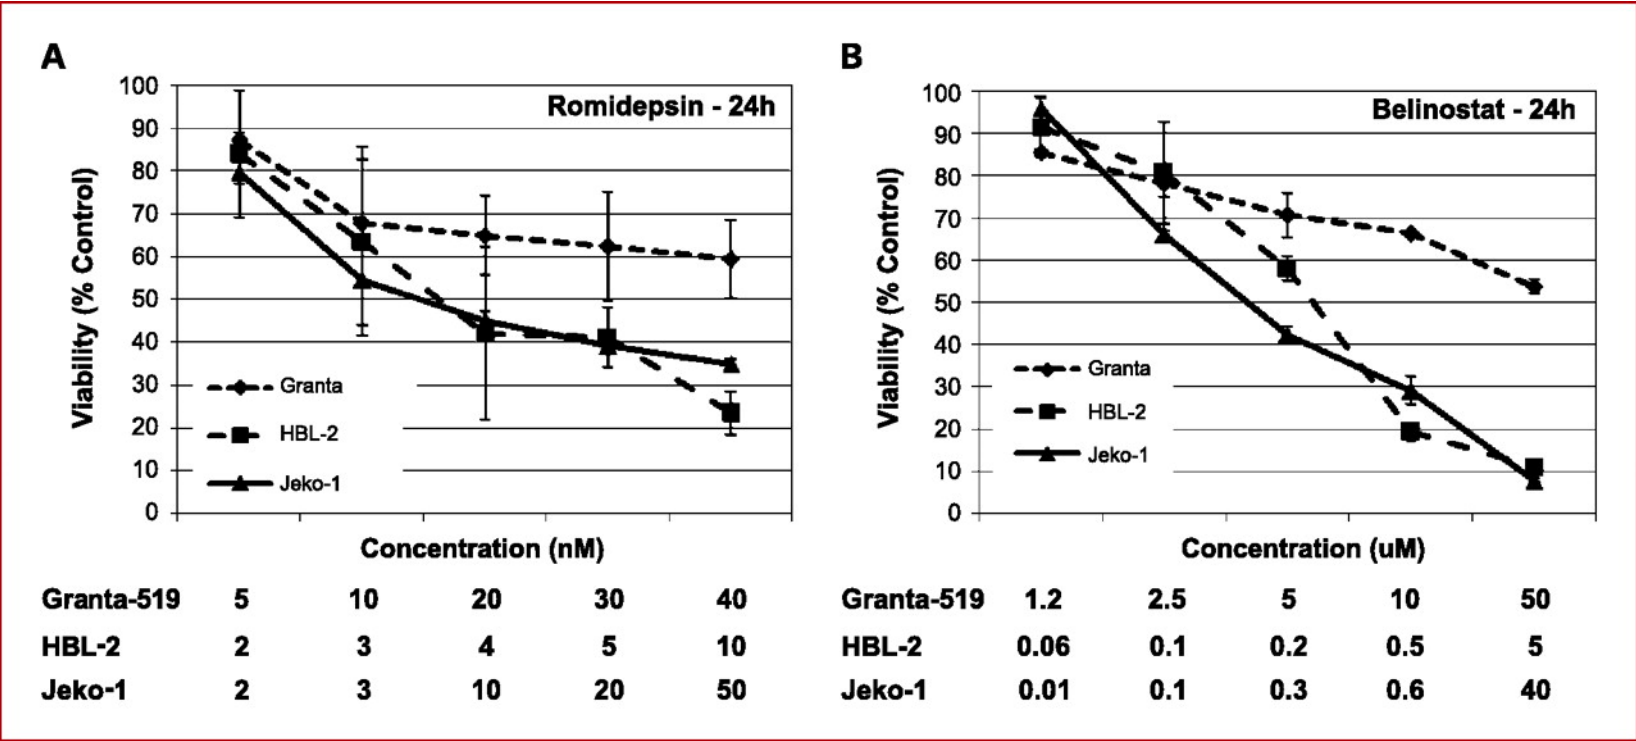 A
Romidepsin - 24h
Viability (% Control)
100
90
80
70
60
50
40
30
20
10
0
Granta
HBL-2
Jeko-1
Concentration (nM)
Granta-519 5 10 20 30 40
HBL-2 2 3 4 5 10
Jeko-1 2 3 10 20 50
B
Belinostat - 24h
Viability (% Control)
100
90
80
70
60
50
40
30
20
10
0
Granta
HBL-2
Jeko-1
Concentration (uM)
Granta-519 1.2 2.5 5 10 50
HBL-2 0.06 0.1 0.2 0.5 5
Jeko-1 0.01 0.1 0.3 0.6 40